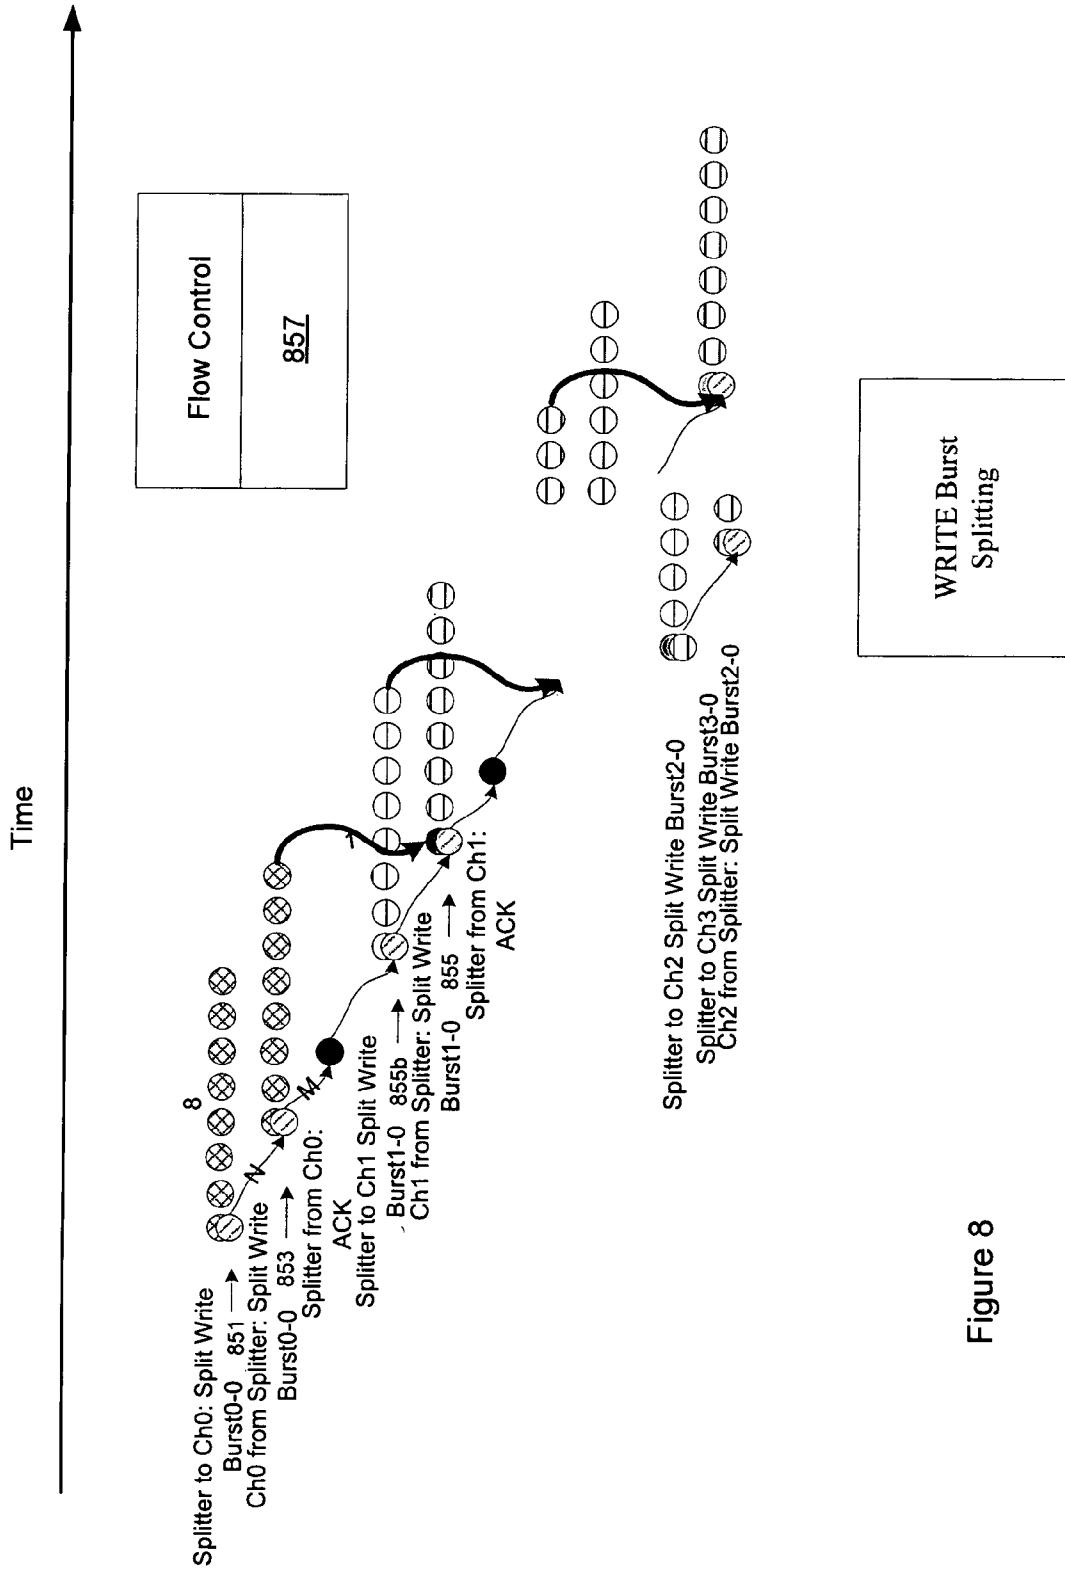 Time
Flow Control
857
8
N
M
1
Splitter to Ch0: Split Write
Burst0-0 851
Ch0 from Splitter: Split Write
Burst0-0 853
Splitter from Ch0:
ACK
Splitter to Ch1 Split Write
Burst1-0 855b
Ch1 from Splitter: Split Write
Burst1-0 855
Splitter from Ch1:
ACK
Splitter to Ch2 Split Write Burst2-0
Splitter to Ch3 Split Write Burst3-0
Ch2 from Splitter: Split Write Burst2-0
WRITE Burst
Splitting
Figure 8